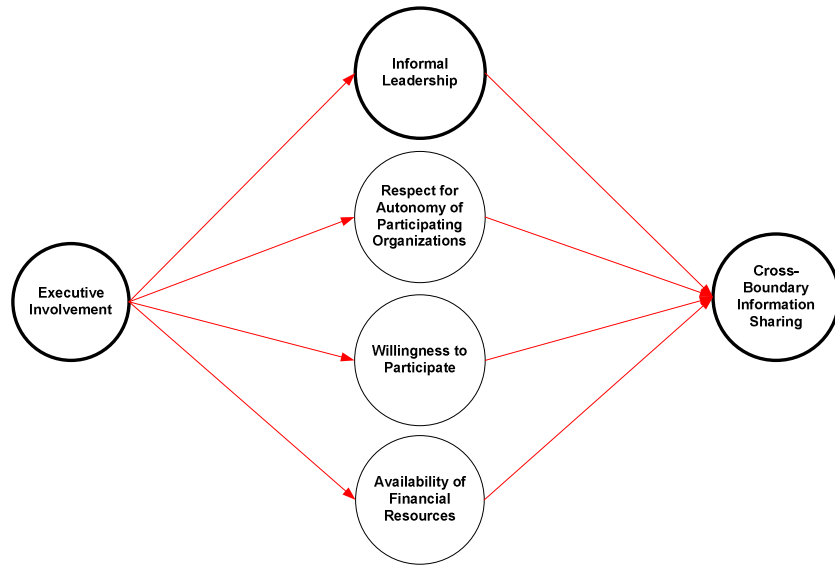 Informal
Leadership
Respect for
Autonomy of
Participating
Organizations
Executive
Involvement
Cross-
Boundary
Information
Sharing
Willingness to
Participate
Availability of
Financial
Resources